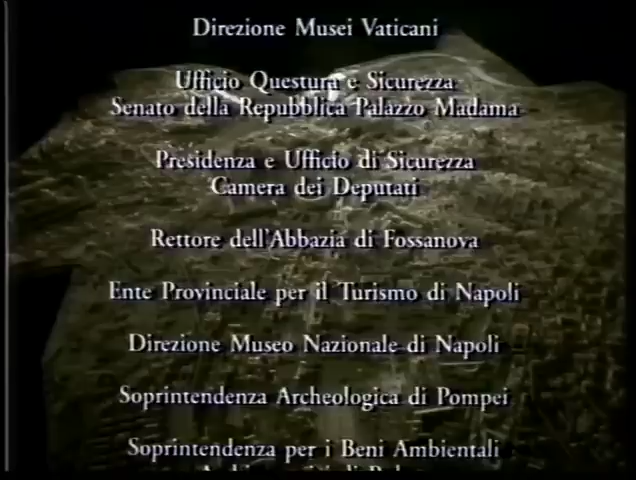 Direzione Musei Vaticani
Ufficio Questura e Sicurezza
Senato della Repubblica Palazzo Madama
Presidenza e Ufficio di Sicurezza
Camera dei Deputati
Rettore dell'Abbazia di Fossanova
Ente Provinciale per il Turismo di Napoli
Direzione Museo Nazionale di Napoli
Soprintendenza Archeologica di Pompei
Soprintendenza per i Beni Ambientali